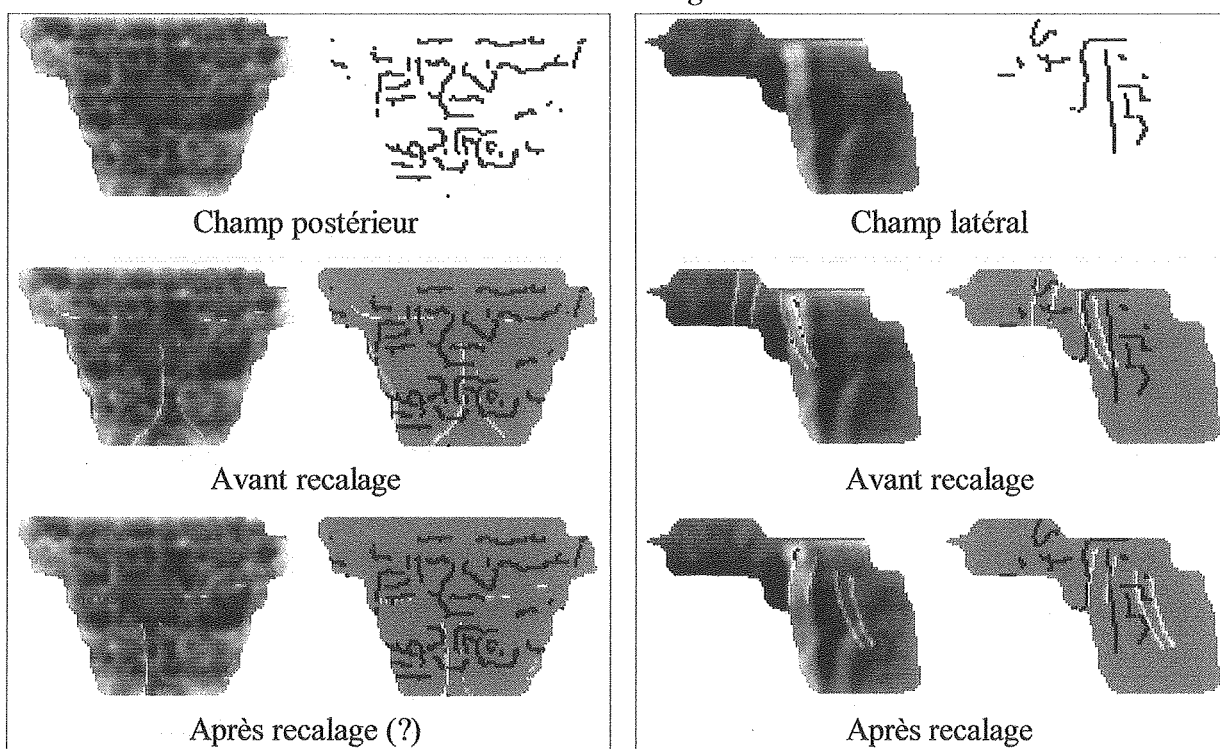 Champ postérieur
Avant recalage
Après recalage (?)
Champ latéral
Avant recalage
Après recalage